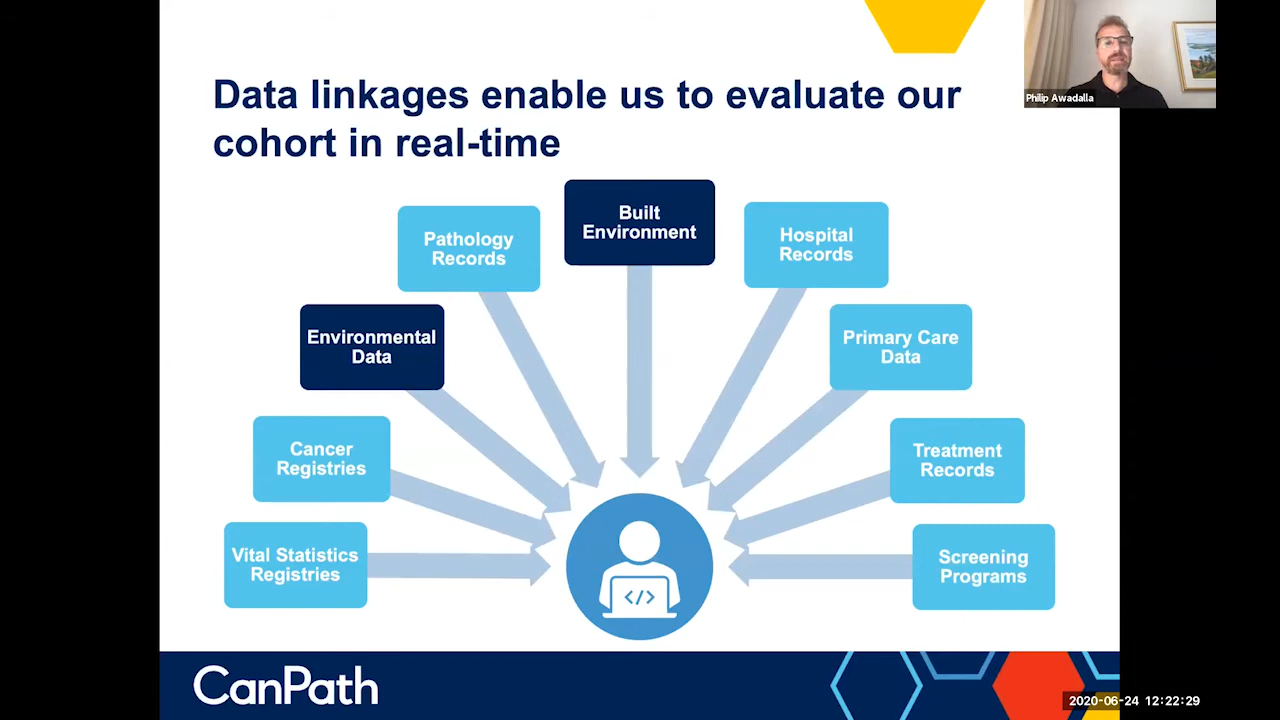 Data linkages enable us to evaluate our
cohort in real-time
Philip Awadalla
Built
Environment
Pathology
Records
Hospital
Records
Environmental
Data
Primary Care
Data
Cancer
Registries
Treatment
Records
Vital Statistics
Registries
Screening
Programs
</>
CanPath
2020-06-24 12:22:29